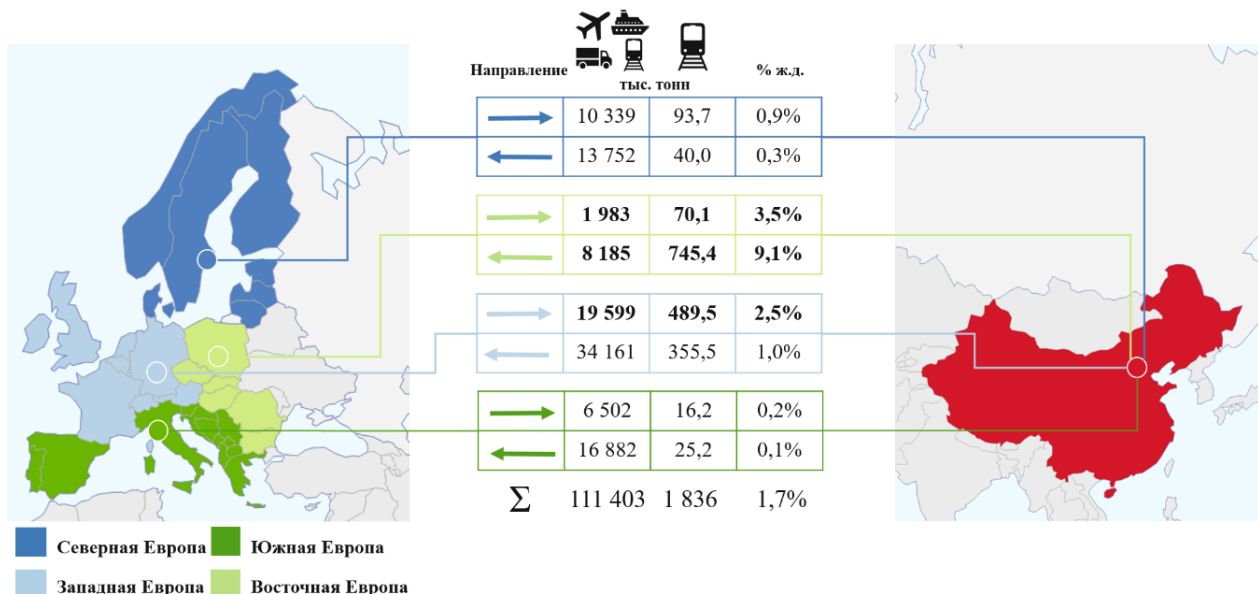 Направление
тыс. тонн
% ж.д.
10 339 93,7 0,9%
13 752 40,0 0,3%
1 983 70,1 3,5%
8 185 745,4 9,1%
19 599 489,5 2,5%
34 161 355,5 1,0%
6 502 16,2 0,2%
16 882 25,2 0,1%
Σ 111 403 1 836 1,7%
Северная Европа Южная Европа
Западная Европа Восточная Европа